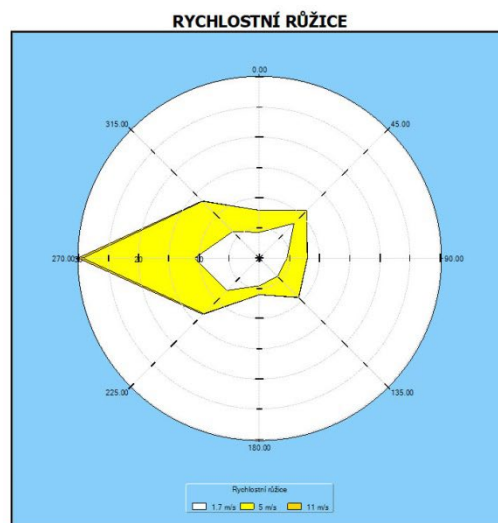 RYCHLOSTNÍ RŮŽICE
0.00
315.00
45.00
270.00
90.00
225.00
135.00
180.00
Rychlostní růžice
1.7 m/s
5 m/s
11 m/s